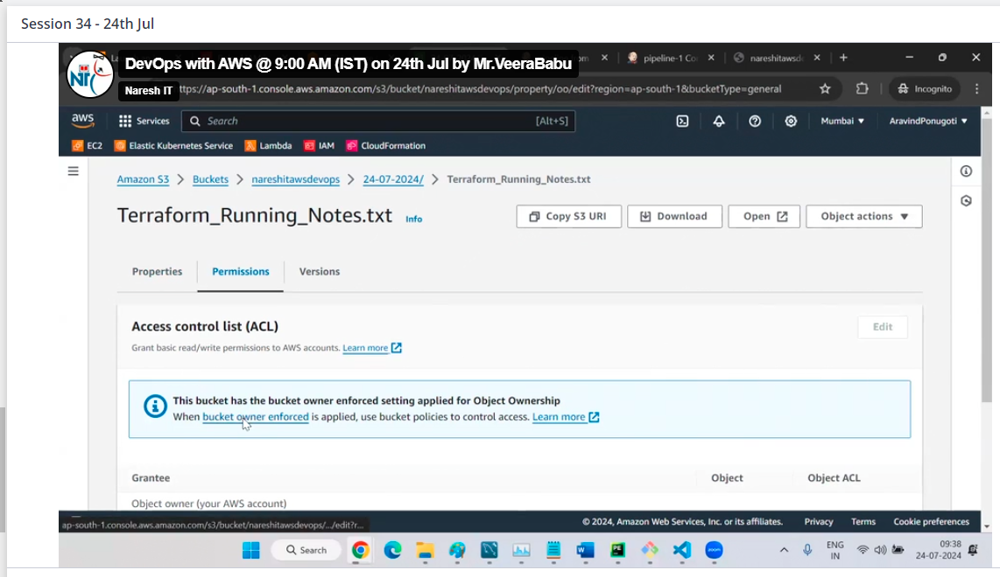 Session 34 - 24th Jul
DevOps with AWS @ 9:00 AM (IST) on 24th Jul by Mr.VeeraBabu
pipeline-1 Co
nareshitawsd
Naresh IT
ttps://ap-south-1.console.aws.amazon.com/s3/bucket/nareshitawsdevops/property/oo/edit?region=ap-south-1&bucketType=general
Incognito
aws
Services
Search
[Alt+S]
Mumbai
AravindPonugoti
EC2
Elastic Kubernetes Service
Lambda
IAM
CloudFormation
Amazon S3 > Buckets > nareshitawsdevops > 24-07-2024/ > Terraform_Running_Notes.txt
Terraform_Running_Notes.txt Info
Copy S3 URI
Download
Open
Object actions
Properties
Permissions
Versions
Access control list (ACL)
Edit
Grant basic read/write permissions to AWS accounts. Learn more
This bucket has the bucket owner enforced setting applied for Object Ownership
When bucket owner enforced is applied, use bucket policies to control access. Learn more
Grantee
Object
Object ACL
Object owner (your AWS account)
ap-south-1.console.aws.amazon.com/s3/bucket/nareshitawsdevops/.../edit?r...
© 2024, Amazon Web Services, Inc. or its affiliates.
Privacy
Terms
Cookie preferences
Search
ENG
IN
09:38
24-07-2024